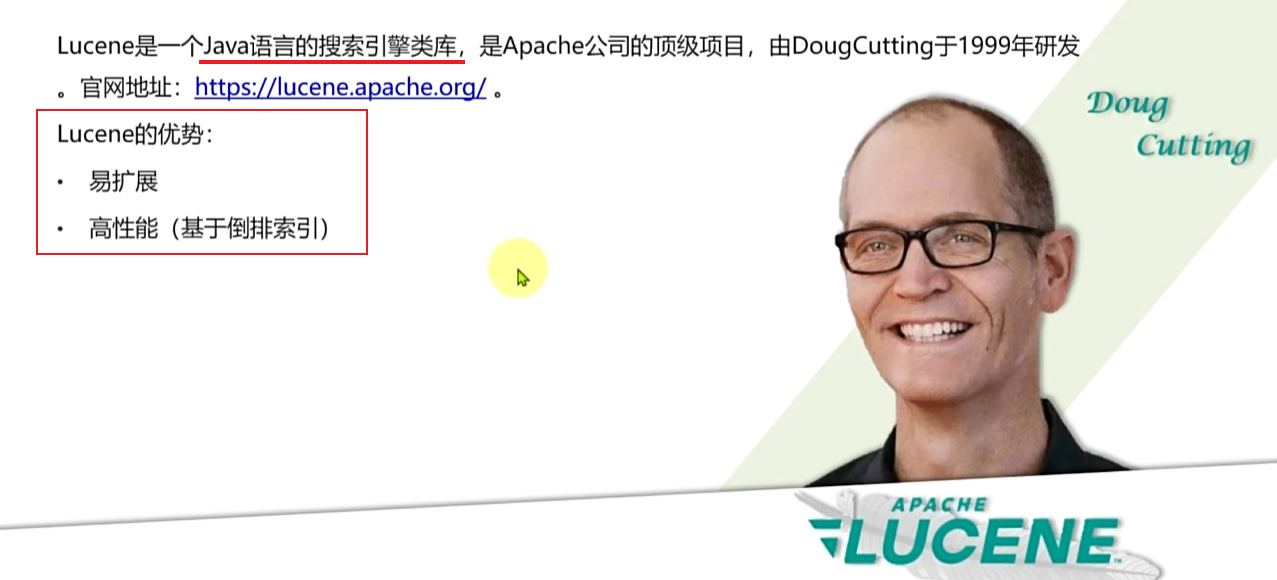 Lucene是一个Java语言的搜索引擎类库，是Apache公司的顶级项目，由DougCutting于1999年研发
。官网地址：https://lucene.apache.org/ 。
Lucene的优势：
• 易扩展
• 高性能（基于倒排索引）
Doug
Cutting
APACHE
LUCENE™